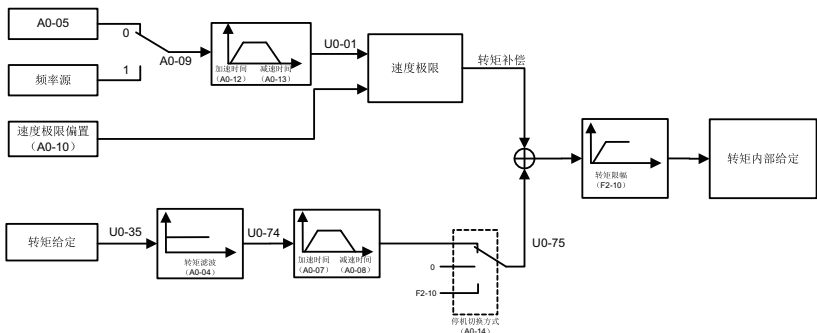 A0-05
0
A0-09
1
频率源
加速时间 减速时间
(A0-12) (A0-13)
U0-01
速度极限
转矩补偿
速度极限偏置
(A0-10)
转矩限幅
(F2-10)
转矩内部给定
转矩给定
U0-35
转矩滤波
(A0-04)
U0-74
加速时间 减速时间
(A0-07) (A0-08)
0
F2-10
U0-75
停机切换方式
(A0-14)